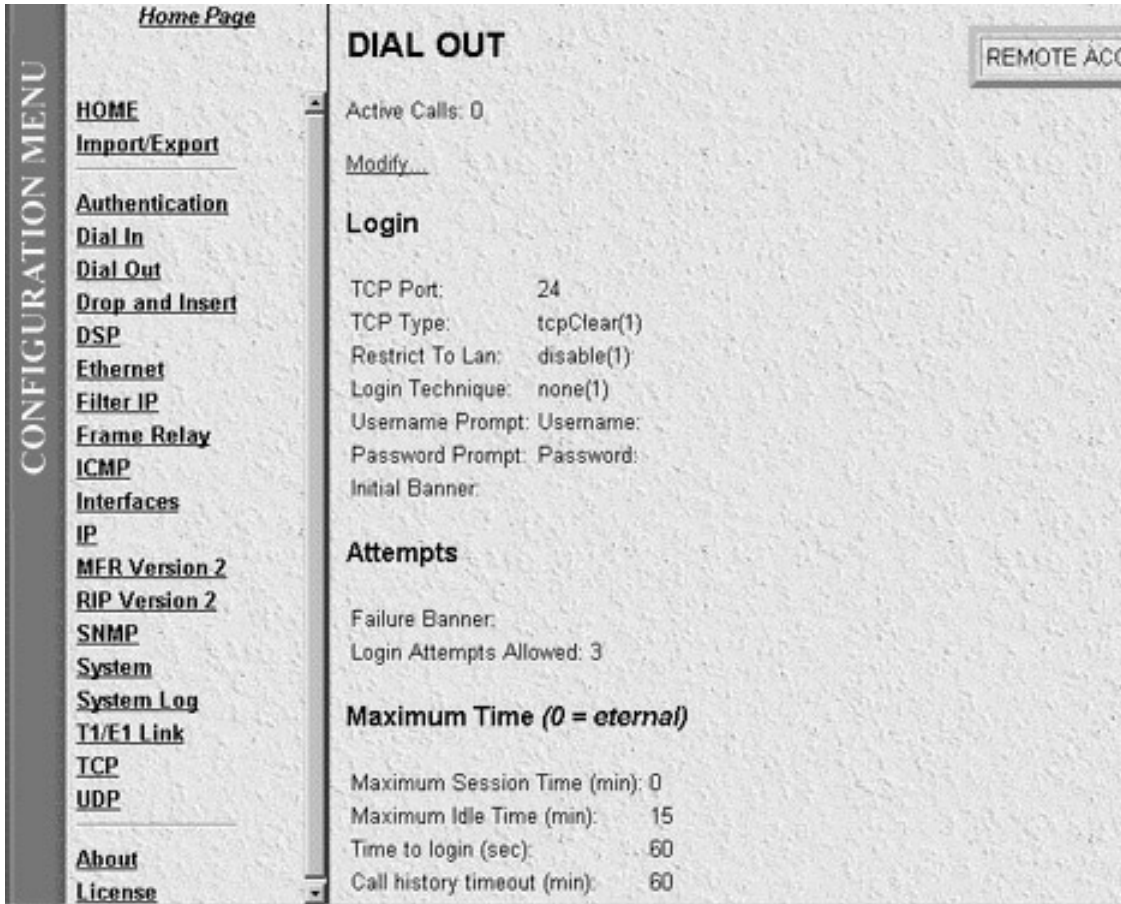 CONFIGURATION MENU
Home Page
HOME
Import/Export
Authentication
Dial In
Dial Out
Drop and Insert
DSP
Ethernet
Filter IP
Frame Relay
ICMP
Interfaces
IP
MFR Version 2
RIP Version 2
SNMP
System
System Log
T1/E1 Link
TCP
UDP
About
License
DIAL OUT
REMOTE ACC
Active Calls: 0
Modify...
Login
TCP Port: 24
TCP Type: tcpClear(1)
Restrict To Lan: disable(1)
Login Technique: none(1)
Username Prompt: Username:
Password Prompt: Password:
Initial Banner:
Attempts
Failure Banner:
Login Attempts Allowed: 3
Maximum Time (0 = eternal)
Maximum Session Time (min): 0
Maximum Idle Time (min): 15
Time to login (sec): 60
Call history timeout (min): 60